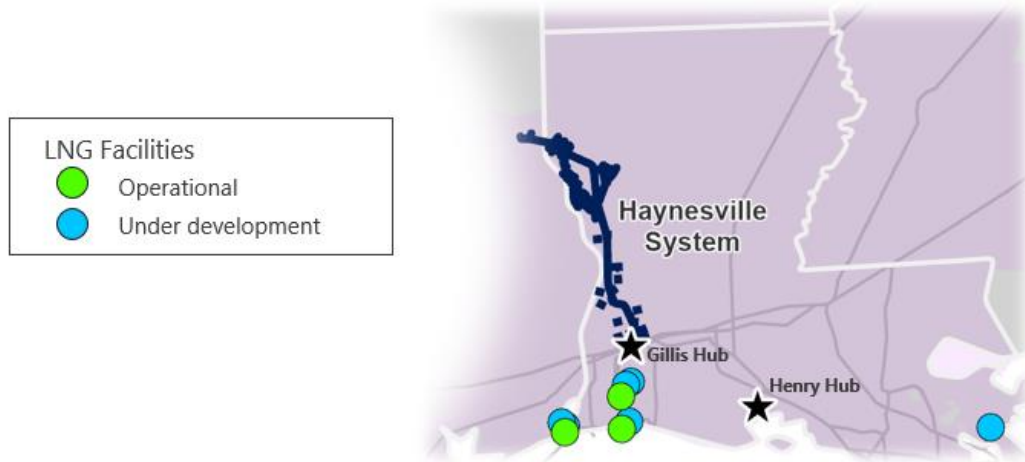 LNG Facilities
Operational
Under development
Haynesville
System
Gillis Hub
Henry Hub